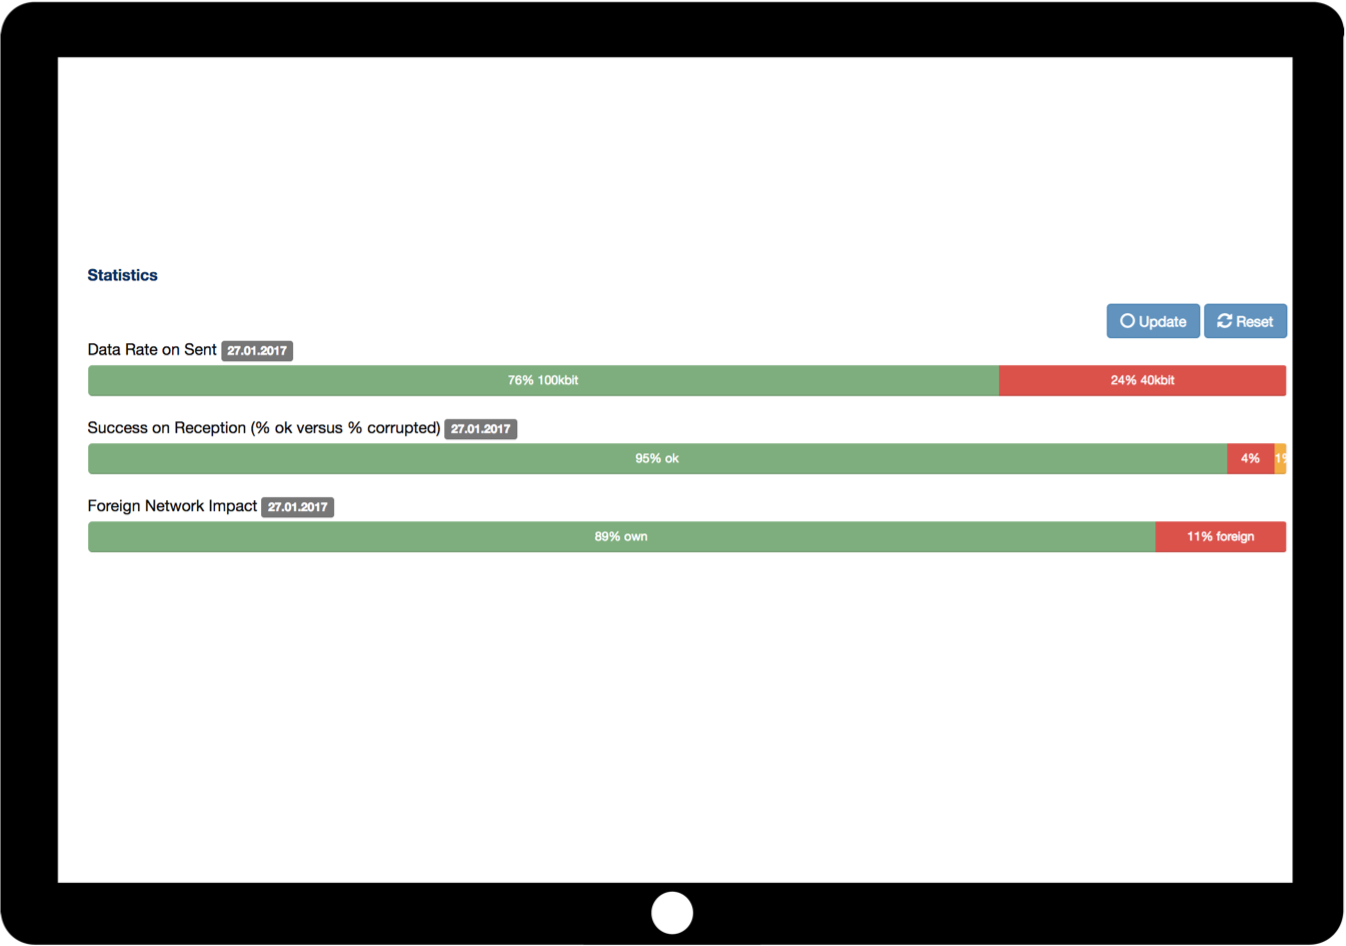 Statistics
Update Reset
Data Rate on Sent 27.01.2017
76% 100kbit 24% 40kbit
Success on Reception (% ok versus % corrupted) 27.01.2017
95% ok 4% 1%
Foreign Network Impact 27.01.2017
89% own 11% foreign